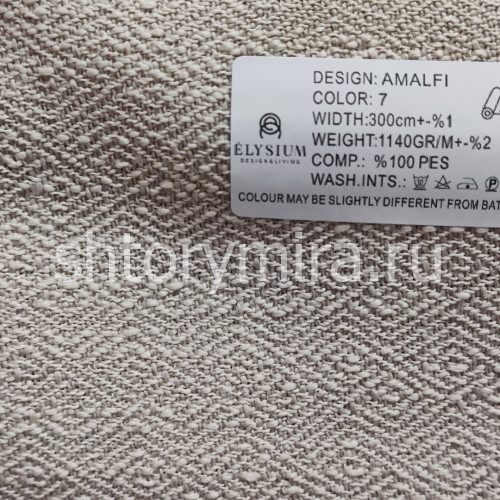 DESIGN: AMALFI
COLOR: 7
WIDTH:300cm+-%1
WEIGHT:1140GR/M+-%2
COMP.: %100 PES
WASH.INTS.:
COLOUR MAY BE SLIGHTLY DIFFERENT FROM BAT
ÉLYSIUM
DESIGN&LIVING
shtorymira.ru